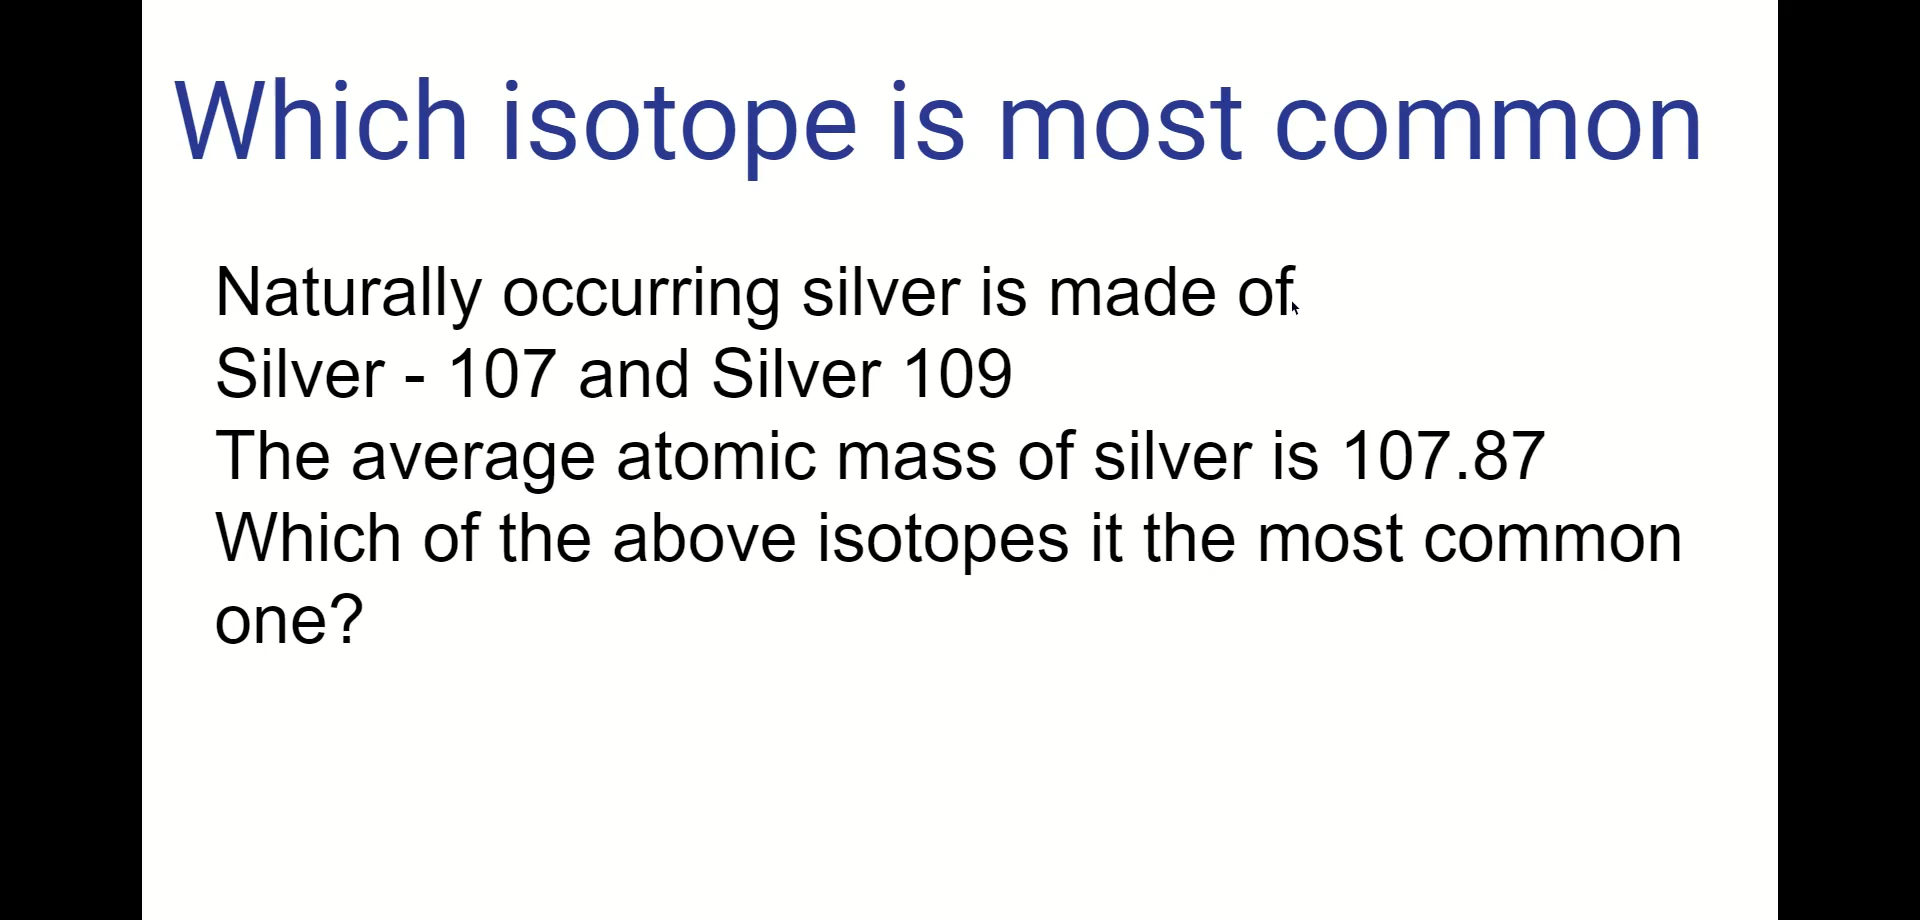 Which isotope is most common
Naturally occurring silver is made of
Silver - 107 and Silver 109
The average atomic mass of silver is 107.87
Which of the above isotopes it the most common
one?